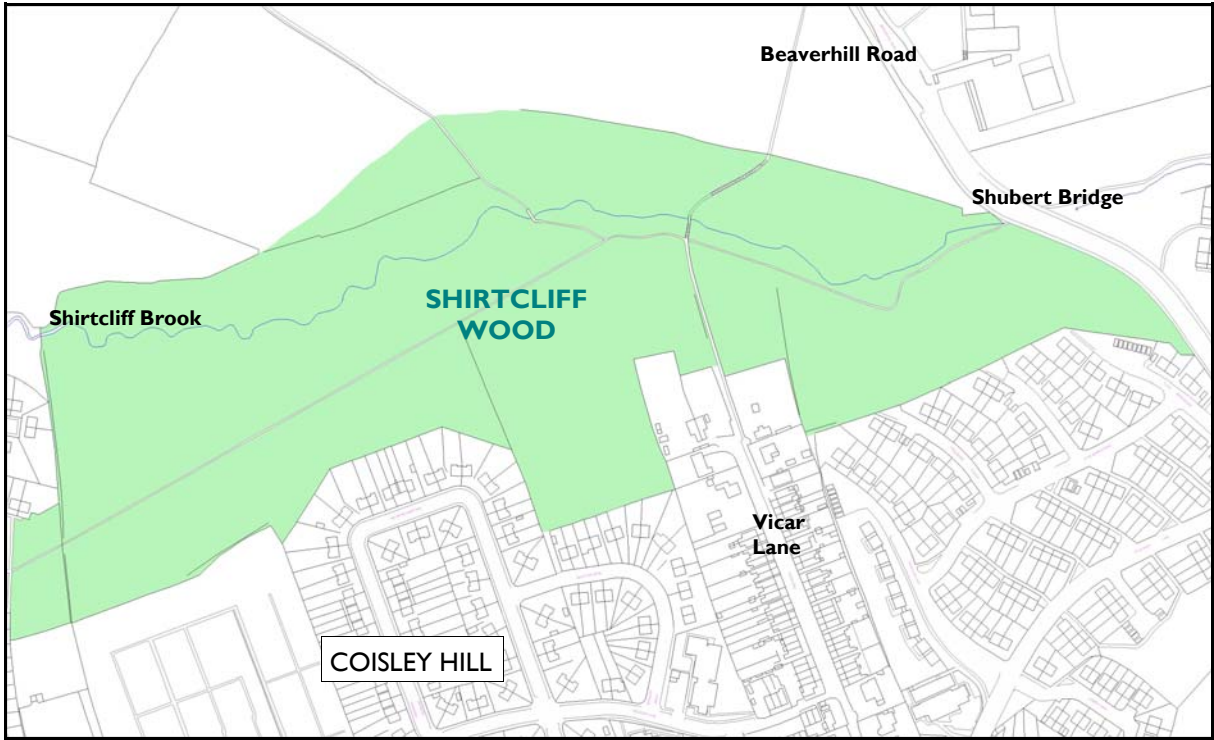 Beaverhill Road
Shubert Bridge
SHIRTCLIFF
WOOD
Shirtcliff Brook
Vicar
Lane
COISLEY HILL